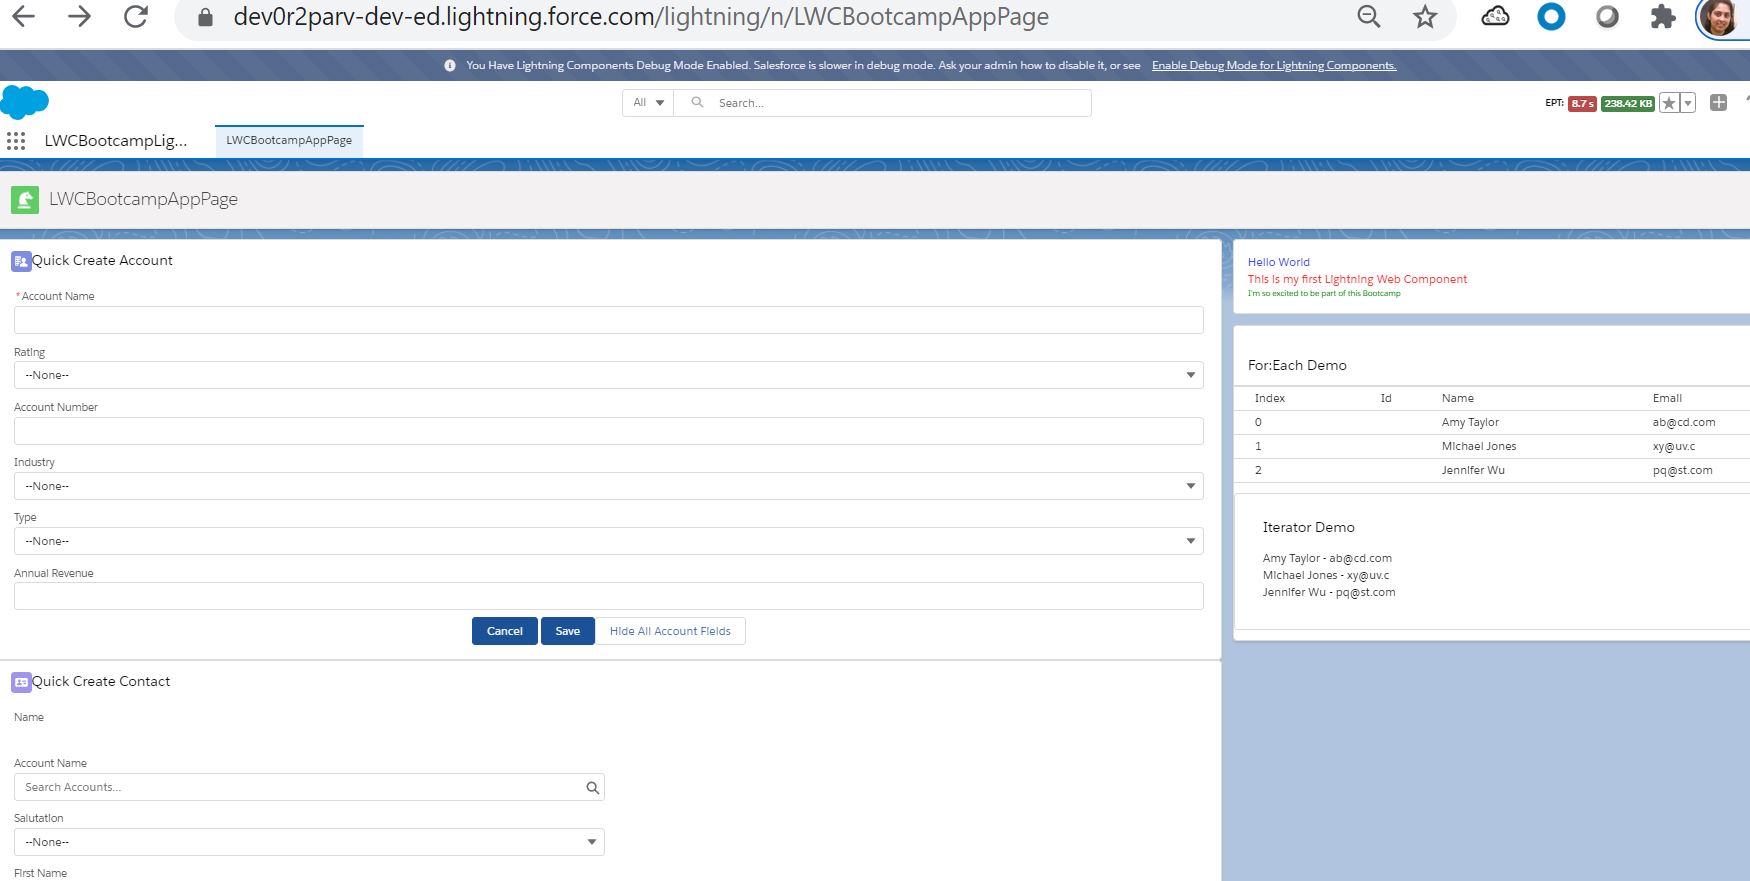 dev0r2parv-dev-ed.lightning.force.com/lightning/n/LWCBootcampAppPage
You Have Lightning Components Debug Mode Enabled. Salesforce is slower in debug mode. Ask your admin how to disable it, or see Enable Debug Mode for Lightning Components.
All Search...
EPT: 8.7 s 238.42 KB
LWCBootcampLig... LWCBootcampAppPage
LWCBootcampAppPage
Quick Create Account
*Account Name
Rating
--None--
Account Number
Industry
--None--
Type
--None--
Annual Revenue
Cancel Save Hide All Account Fields
Quick Create Contact
Name
Account Name
Search Accounts...
Salutation
--None--
First Name
Hello World
This is my first Lightning Web Component
I'm so excited to be part of this Bootcamp
For:Each Demo
Index Id Name Email
0 Amy Taylor ab@cd.com
1 Michael Jones xy@uv.c
2 Jennifer Wu pq@st.com
Iterator Demo
Amy Taylor - ab@cd.com
Michael Jones - xy@uv.c
Jennifer Wu - pq@st.com